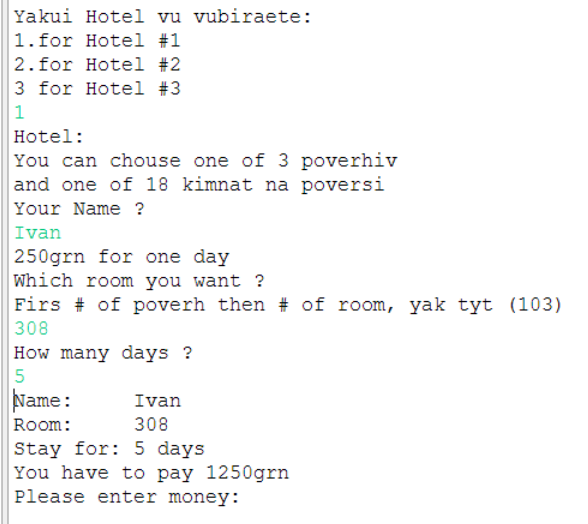 Yakui Hotel vu vubiraete:
1.for Hotel #1
2.for Hotel #2
3 for Hotel #3
1
Hotel:
You can chouse one of 3 poverhiv
and one of 18 kimnat na poversi
Your Name ?
Ivan
250grn for one day
Which room you want ?
Firs # of poverh then # of room, yak tyt (103)
308
How many days ?
5
Name: Ivan
Room: 308
Stay for: 5 days
You have to pay 1250grn
Please enter money: